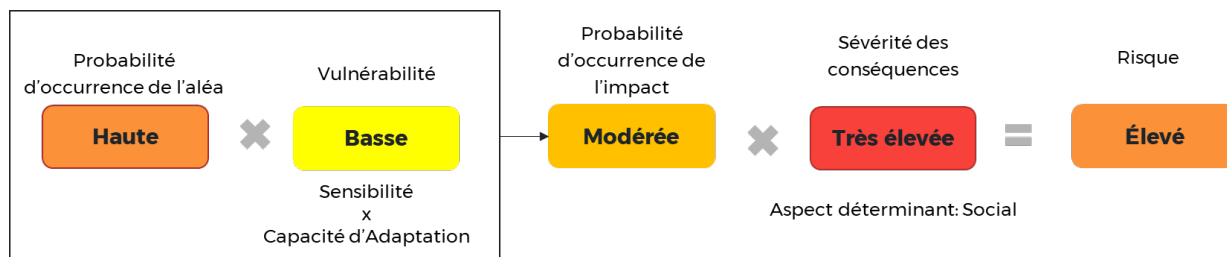 Probabilité
d'occurrence de l'aléa
Haute
Vulnérabilité
Basse
Sensibilité
x
Capacité d'Adaptation
Probabilité
d'occurrence de
l'impact
Modérée
Sévérité des
conséquences
Très élevée
Aspect déterminant: Social
Risque
Élevé